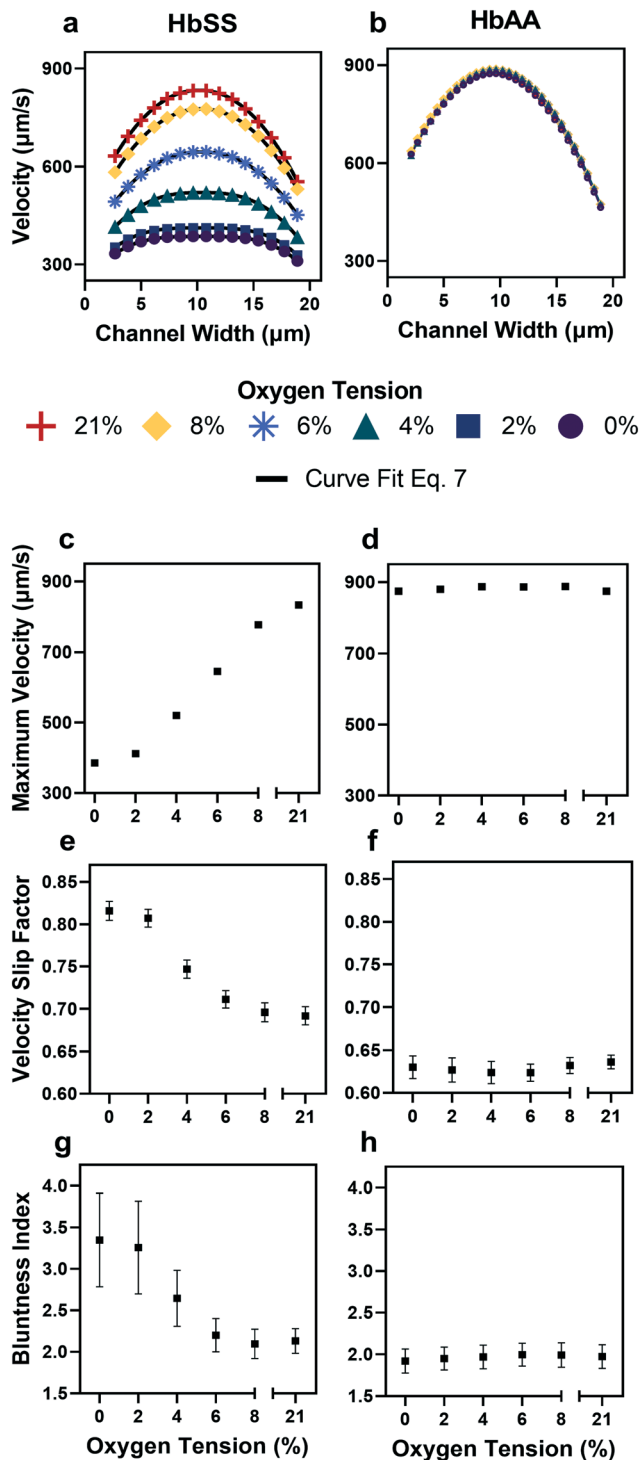 a HbSS b HbAA
900
600
300
Velocity (µm/s)
0 5 10 15 20
Channel Width (µm)
900
600
300
0 5 10 15 20
Channel Width (µm)
Oxygen Tension
21% 8% 6% 4% 2% 0%
Curve Fit Eq. 7
c
900
700
500
300
Maximum Velocity (µm/s)
0 2 4 6 8 21
d
900
700
500
300
0 2 4 6 8 21
e
0.85
0.80
0.75
0.70
0.65
0.60
Velocity Slip Factor
0 2 4 6 8 21
f
0.85
0.80
0.75
0.70
0.65
0.60
0 2 4 6 8 21
g
4.0
3.5
3.0
2.5
2.0
1.5
Bluntness Index
0 2 4 6 8 21
Oxygen Tension (%)
h
4.0
3.5
3.0
2.5
2.0
1.5
0 2 4 6 8 21
Oxygen Tension (%)